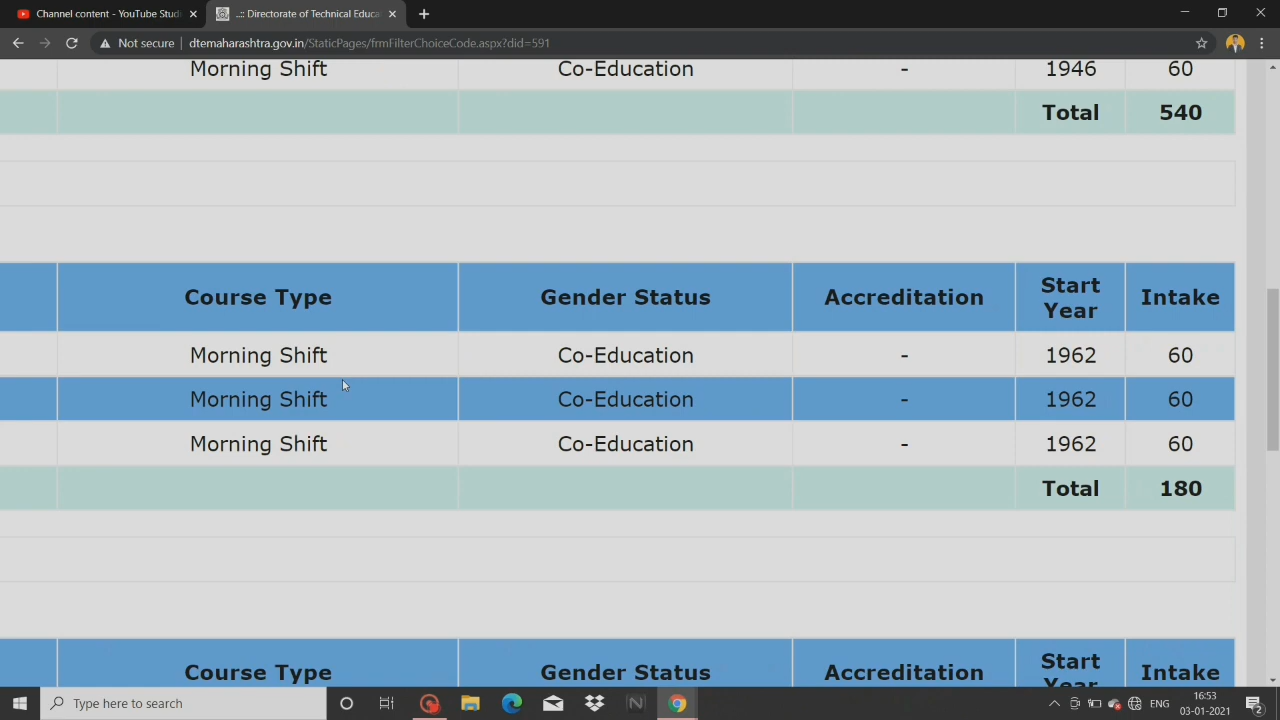 Channel content - YouTube Stud
..:: Directorate of Technical Educa
Not secure
dtemaharashtra.gov.in/StaticPages/frmFilterChoiceCode.aspx?did=591
Morning Shift Co-Education - 1946 60
Total 540
Course Type Gender Status Accreditation Start Year Intake
Morning Shift Co-Education - 1962 60
Morning Shift Co-Education - 1962 60
Morning Shift Co-Education - 1962 60
Total 180
Course Type Gender Status Accreditation Start Year Intake
Type here to search
ENG
16:53
03-01-2021
2